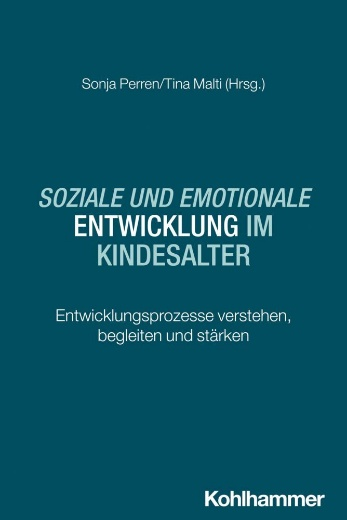 Sonja Perren/Tina Malti (Hrsg.)
SOZIALE UND EMOTIONALE
ENTWICKLUNG IM
KINDESALTER
Entwicklungsprozesse verstehen,
begleiten und stärken
Kohlhammer